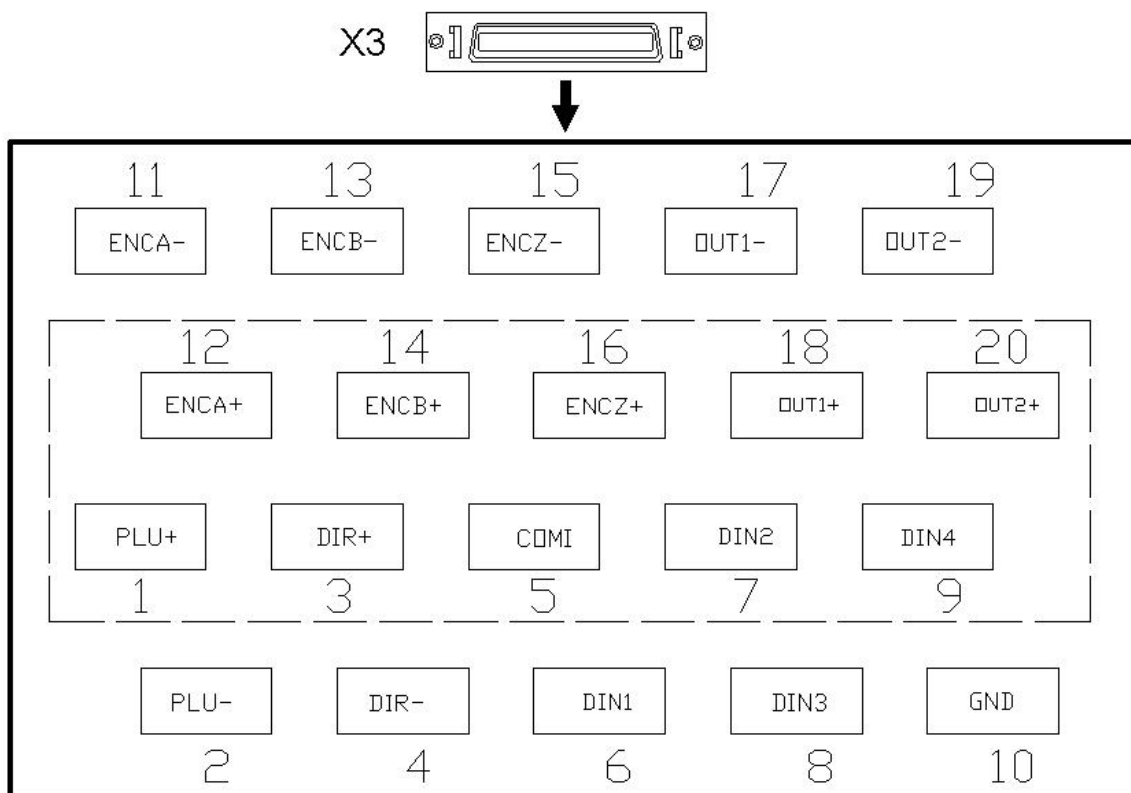 X3
11 13 15 17 19
ENCA- ENCB- ENCZ- OUT1- OUT2-
12 14 16 18 20
ENCA+ ENCB+ ENCZ+ OUT1+ OUT2+
PLU+ DIR+ COMI DIN2 DIN4
1 3 5 7 9
PLU- DIR- DIN1 DIN3 GND
2 4 6 8 10